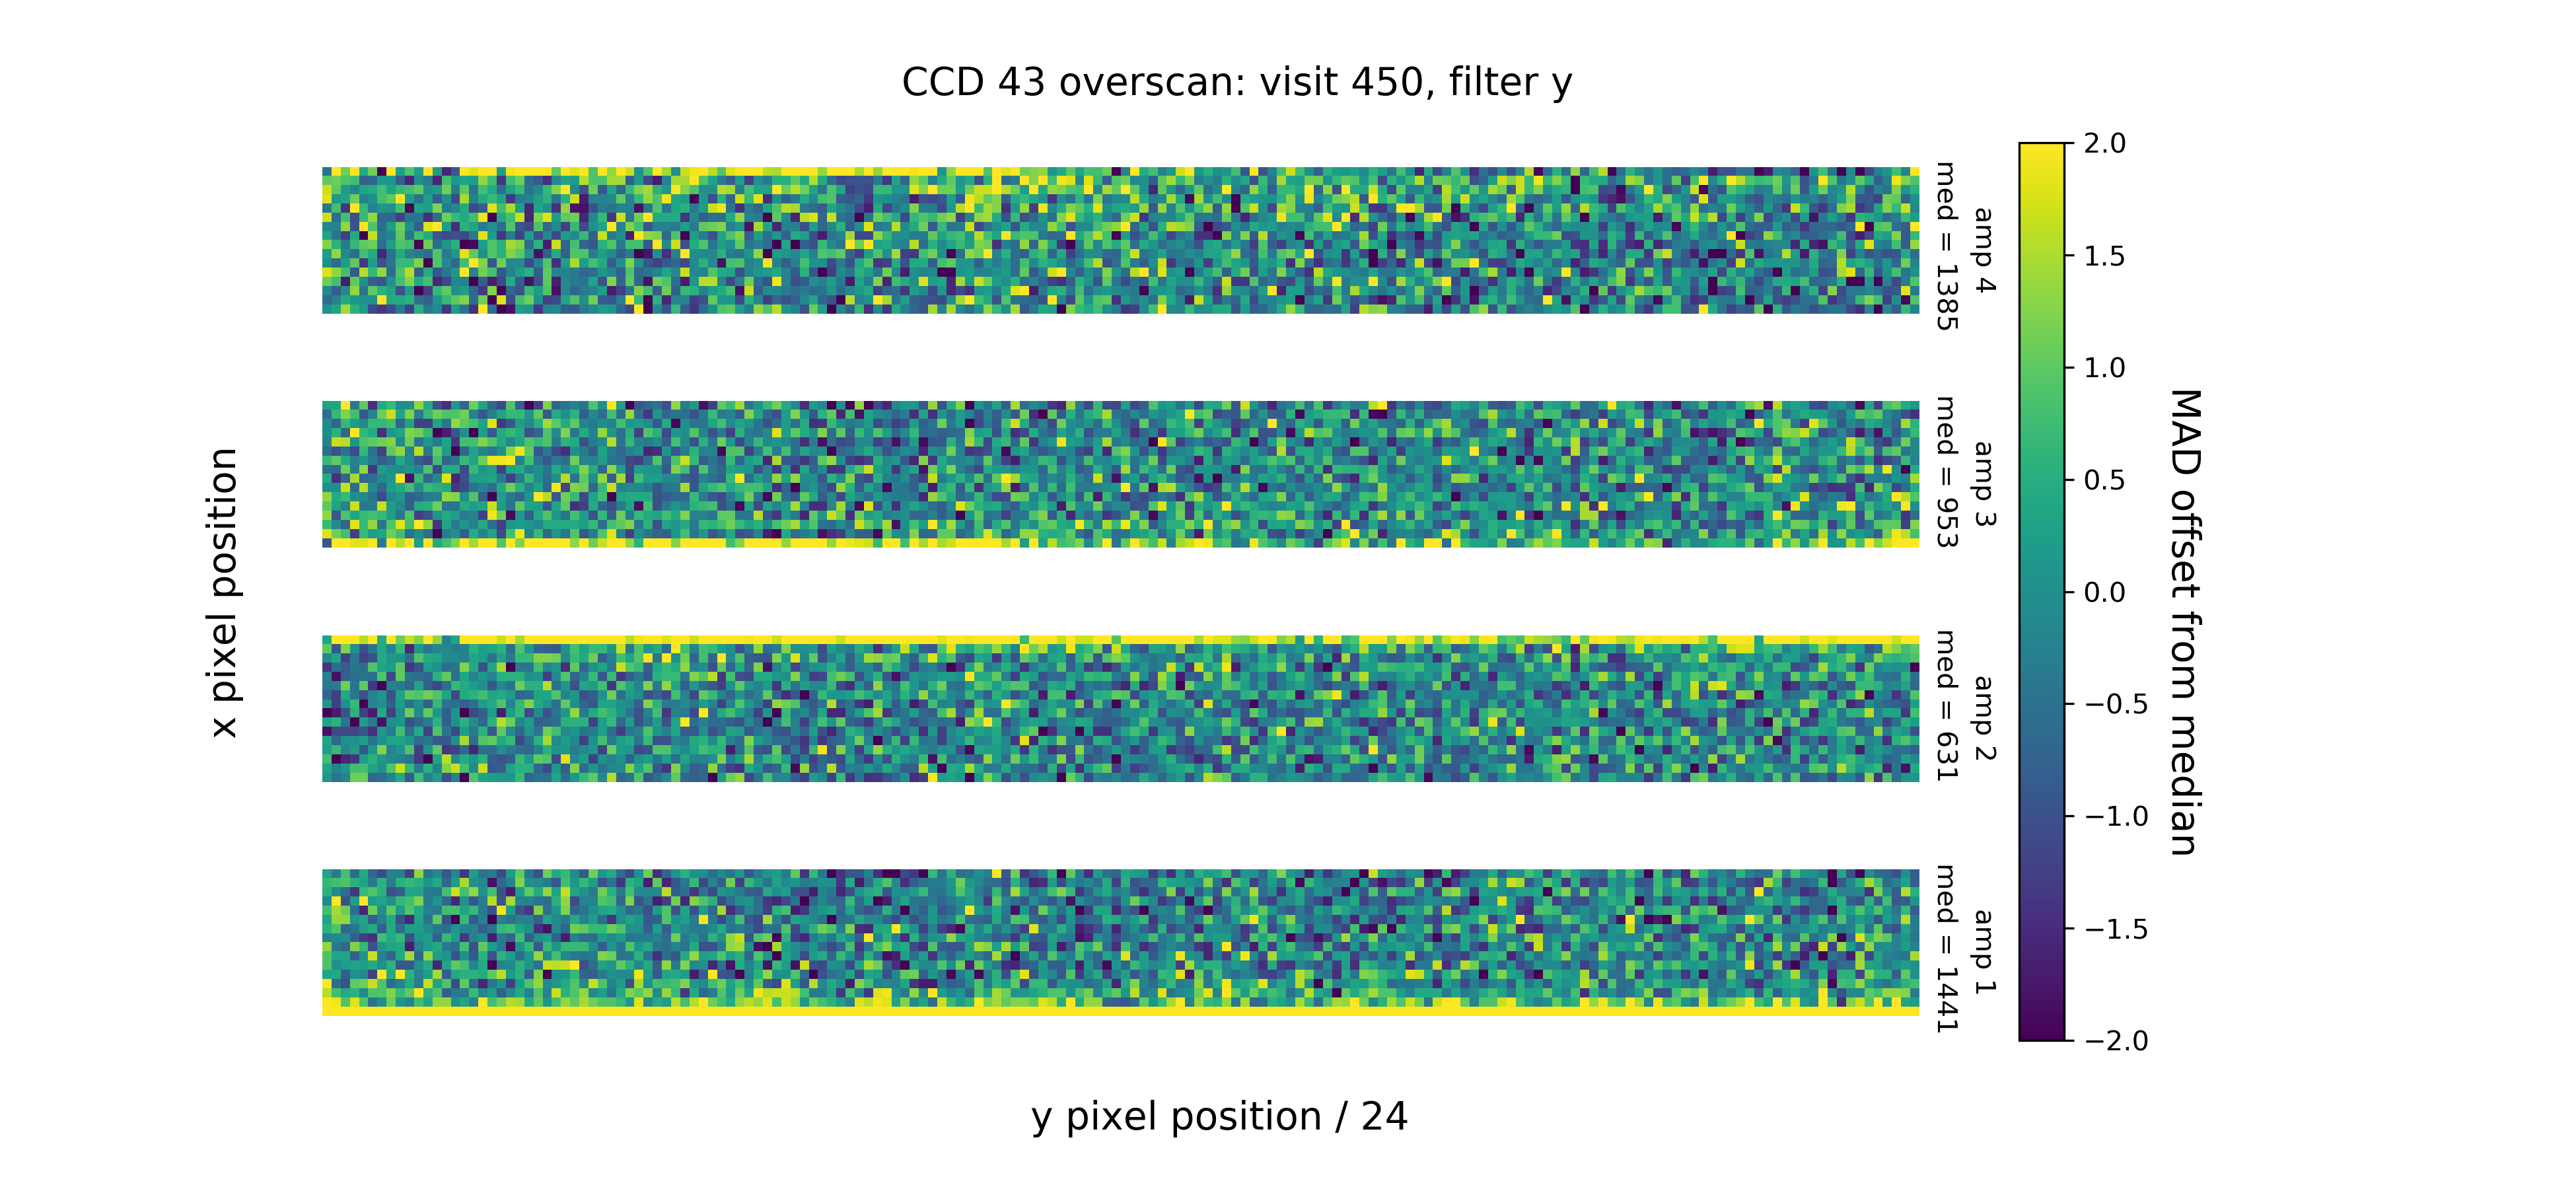 CCD 43 overscan: visit 450, filter y
x pixel position
amp 4
med = 1385
amp 3
med = 953
amp 2
med = 631
amp 1
med = 1441
y pixel position / 24
2.0
1.5
1.0
0.5
0.0
−0.5
−1.0
−1.5
−2.0
MAD offset from median